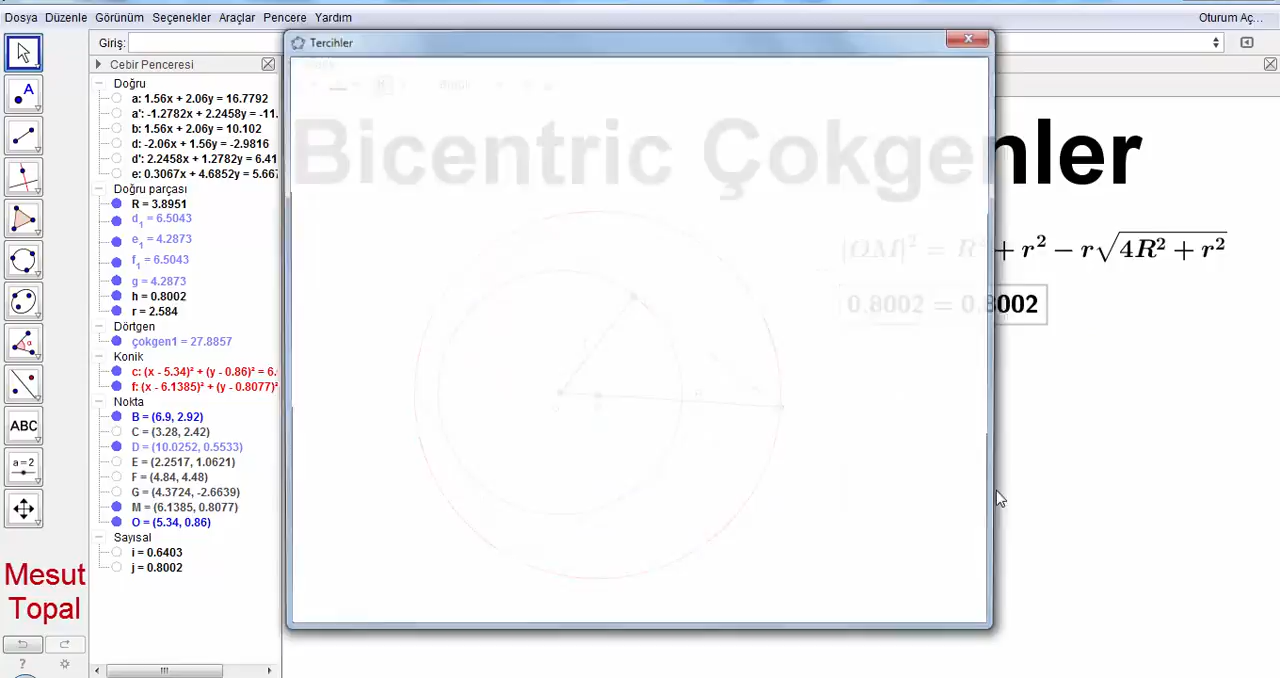 Dosya Düzenle Görünüm Seçenekler Araçlar Pencere Yardım Oturum Aç...
Giriş:
Tercihler
Cebir Penceresi
Doğru
a: 1.56x + 2.06y = 16.7792
a': -1.2782x + 2.2458y = -11.
b: 1.56x + 2.06y = 10.102
d: -2.06x + 1.56y = -2.9816
d': 2.2458x + 1.2782y = 6.41
e: 0.3067x + 4.6852y = 5.667
Doğru parçası
R = 3.8951
d₁ = 6.5043
e₁ = 4.2873
f₁ = 6.5043
g = 4.2873
h = 0.8002
r = 2.584
Dörtgen
çokgen1 = 27.8857
Konik
c: (x - 5.34)² + (y - 0.86)² = 6.
f: (x - 6.1385)² + (y - 0.8077)²
Nokta
B = (6.9, 2.92)
C = (3.28, 2.42)
D = (10.0252, 0.5533)
E = (2.2517, 1.0621)
F = (4.84, 4.48)
G = (4.3724, -2.6639)
M = (6.1385, 0.8077)
O = (5.34, 0.86)
Sayısal
i = 0.6403
j = 0.8002
Bicentric Çokgenler
|OM|² = R² + r² − r√4R² + r²
0.8002 = 0.8002
ABC
a=2
Mesut
Topal